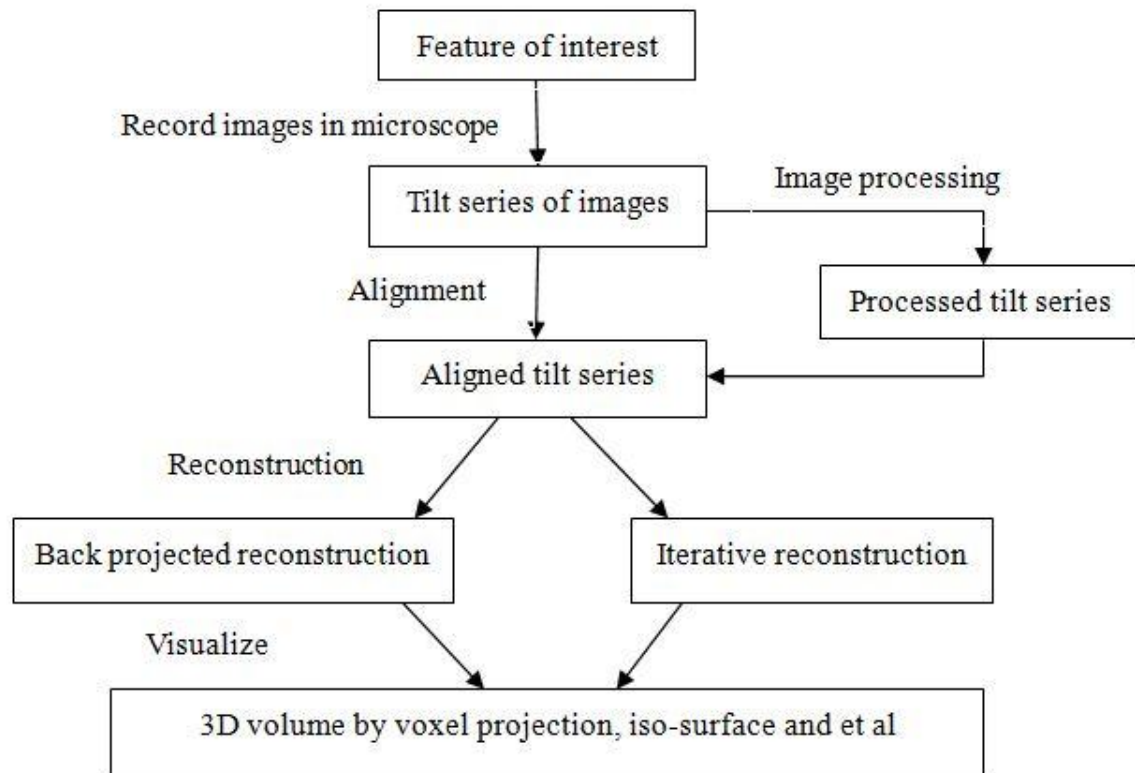 Feature of interest
Record images in microscope
Tilt series of images
Image processing
Alignment
Processed tilt series
Aligned tilt series
Reconstruction
Back projected reconstruction
Iterative reconstruction
Visualize
3D volume by voxel projection, iso-surface and et al